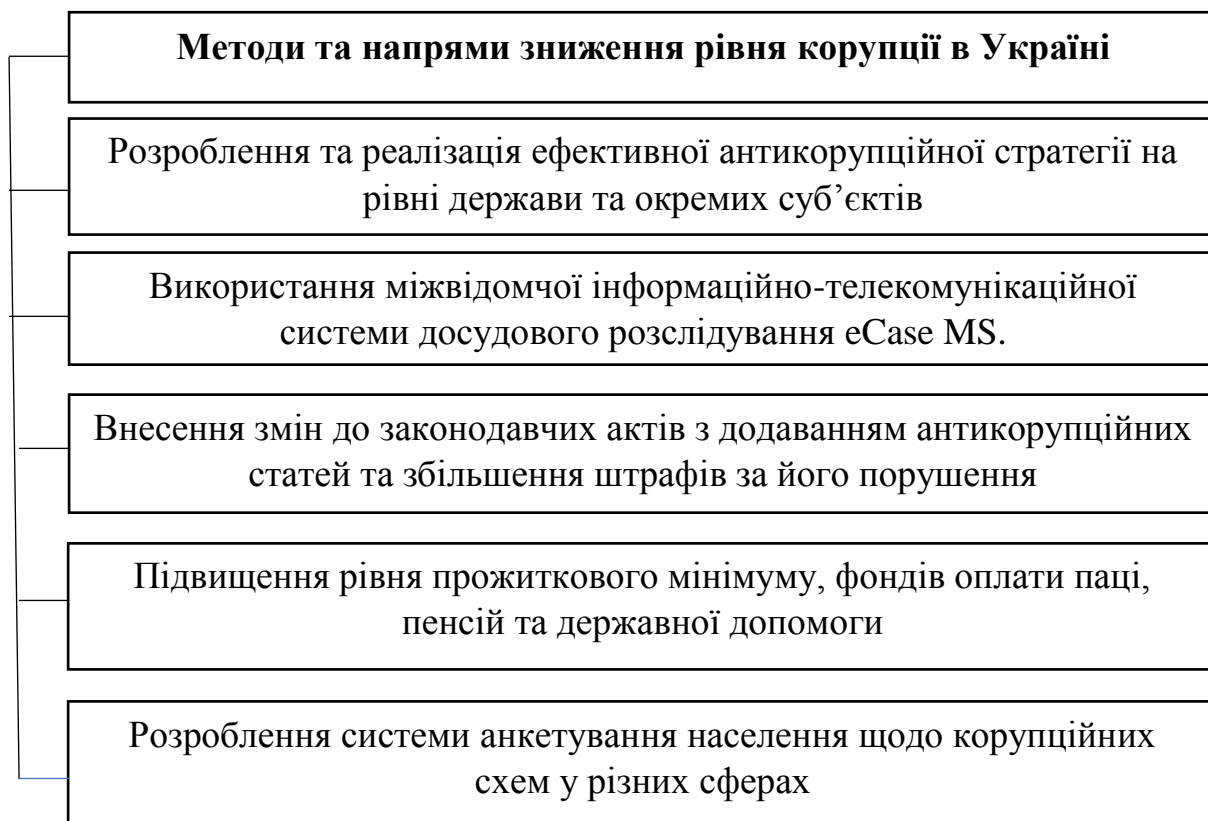 Методи та напрями зниження рівня корупції в Україні
Розроблення та реалізація ефективної антикорупційної стратегії на
рівні держави та окремих суб’єктів
Використання міжвідомчої інформаційно-телекомунікаційної
системи досудового розслідування eCase MS.
Внесення змін до законодавчих актів з додаванням антикорупційних
статей та збільшення штрафів за його порушення
Підвищення рівня прожиткового мінімуму, фондів оплати паці,
пенсій та державної допомоги
Розроблення системи анкетування населення щодо корупційних
схем у різних сферах